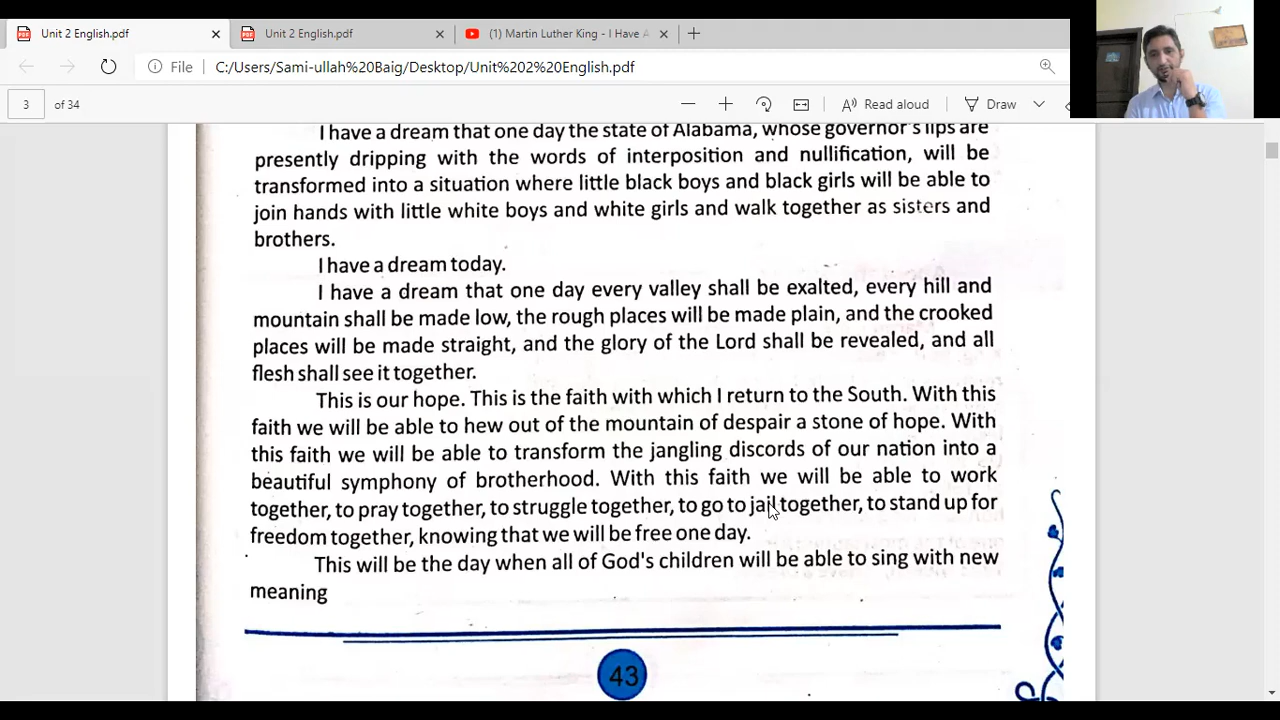 Unit 2 English.pdf
Unit 2 English.pdf
(1) Martin Luther King - I Have A
File
C:/Users/Sami-ullah%20Baig/Desktop/Unit%202%20English.pdf
3 of 34
Read aloud
Draw
I have a dream that one day the state of Alabama, whose governor's lips are
presently dripping with the words of interposition and nullification, will be
transformed into a situation where little black boys and black girls will be able to
join hands with little white boys and white girls and walk together as sisters and
brothers.
I have a dream today.
I have a dream that one day every valley shall be exalted, every hill and
mountain shall be made low, the rough places will be made plain, and the crooked
places will be made straight, and the glory of the Lord shall be revealed, and all
flesh shall see it together.
This is our hope. This is the faith with which I return to the South. With this
faith we will be able to hew out of the mountain of despair a stone of hope. With
this faith we will be able to transform the jangling discords of our nation into a
beautiful symphony of brotherhood. With this faith we will be able to work
together, to pray together, to struggle together, to go to jail together, to stand up for
freedom together, knowing that we will be free one day.
This will be the day when all of God's children will be able to sing with new
meaning
43